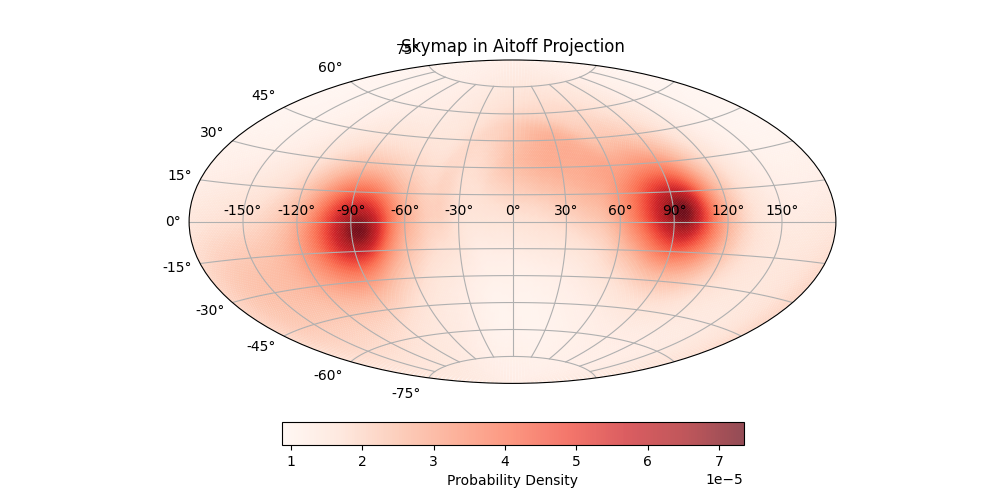 Skymap in Aitoff Projection
75°
60°
45°
30°
15°
0°
-150° -120° -90° -60° -30° 0° 30° 60° 90° 120° 150°
-15°
-30°
-45°
-60°
-75°
1 2 3 4 5 6 7
1e−5
Probability Density